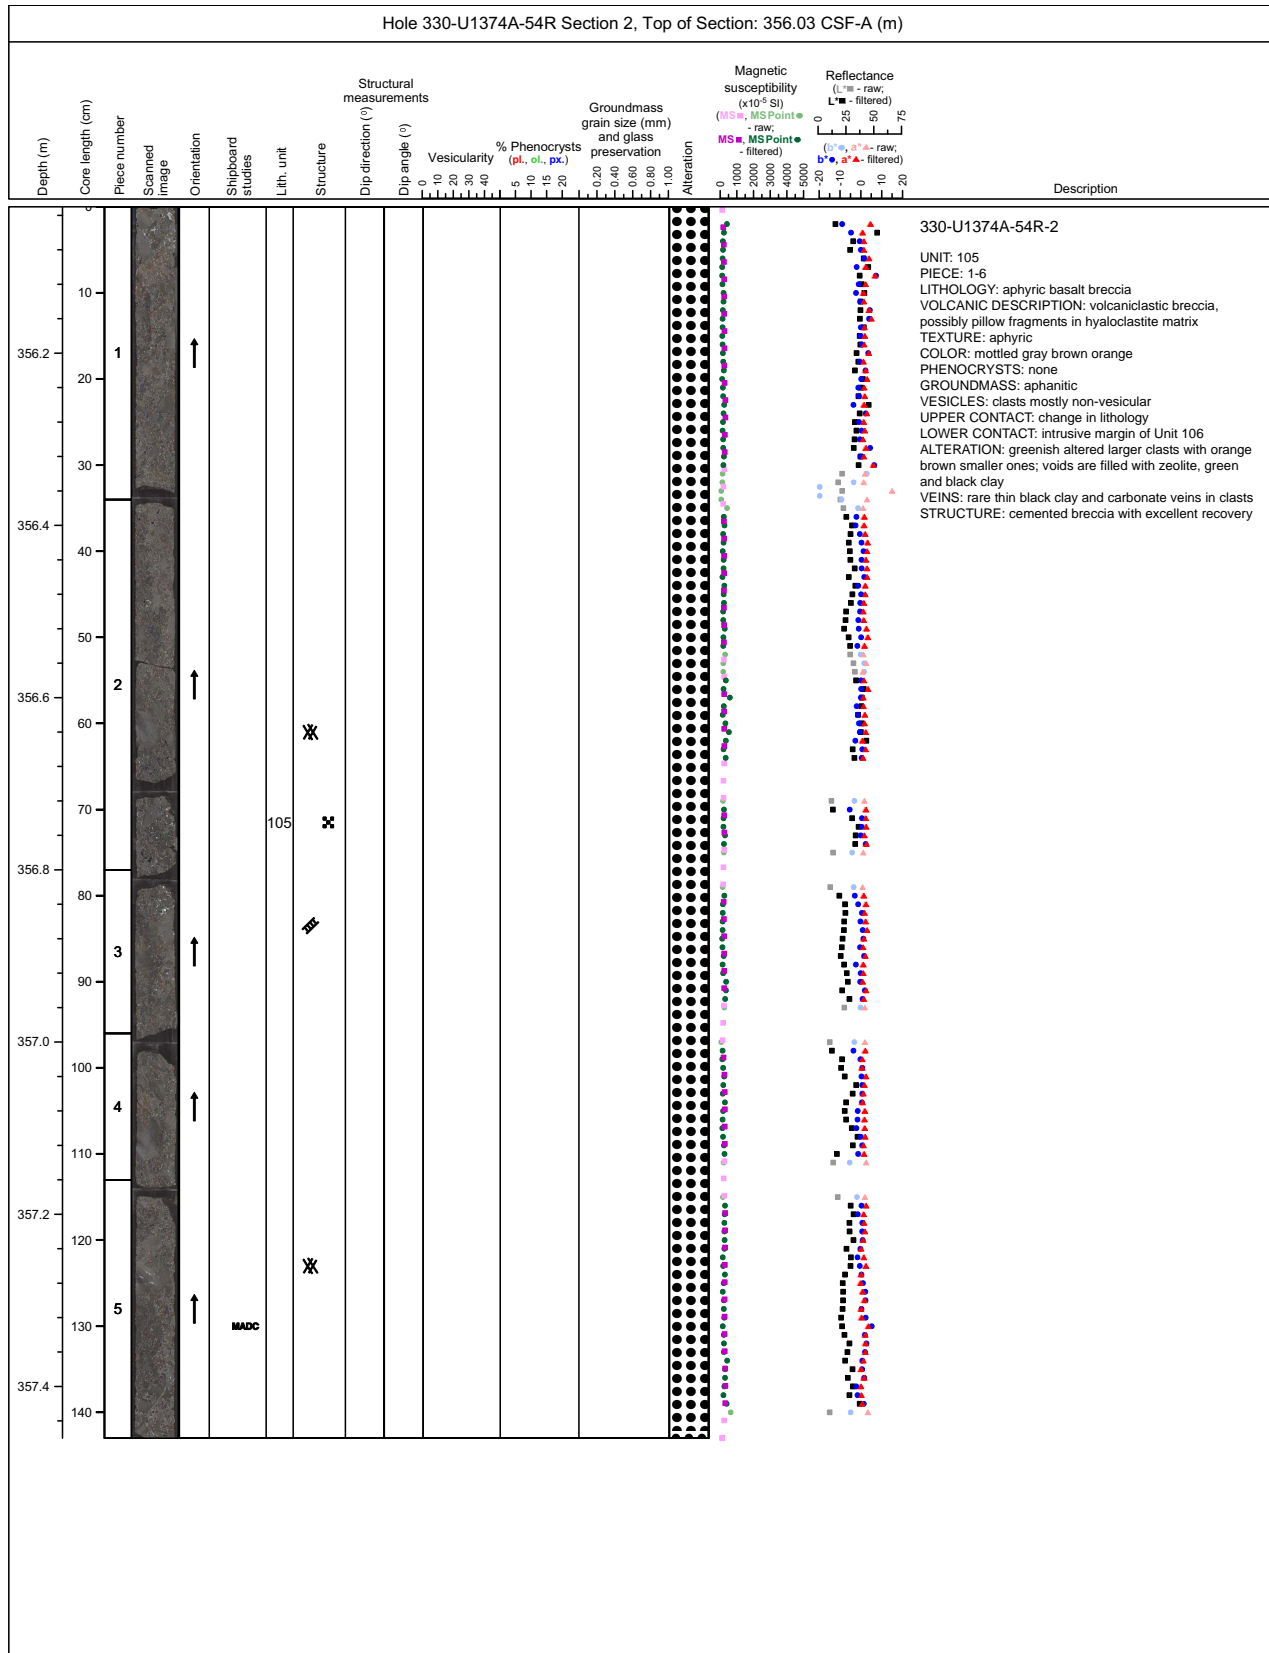 Hole 330-U1374A-54R Section 2, Top of Section: 356.03 CSF-A (m)
Depth (m)
Core length (cm)
Piece number
Scanned
image
Orientation
Shipboard
studies
Lith. unit
Structure
Structural
measurements
Dip direction (°)
Dip angle (°)
Vesicularity
0 10 20 30 40
% Phenocrysts
(pl., ol., px.)
5 10 15 20
Groundmass
grain size (mm)
and glass
preservation
0.20 0.40 0.60 0.80 1.00
Alteration
Magnetic
susceptibility
(x10-5 SI)
(MS■, MSPoint●
- raw;
MS■, MSPoint●
- filtered)
0 1000 2000 3000 4000 5000
Reflectance
(L*■ - raw;
L*■ - filtered)
0 25 50 75
(b*●, a*▲- raw;
b*●, a*▲- filtered)
-20 -10 0 10 20
Description
330-U1374A-54R-2
UNIT: 105
PIECE: 1-6
LITHOLOGY: aphyric basalt breccia
VOLCANIC DESCRIPTION: volcaniclastic breccia,
possibly pillow fragments in hyaloclastite matrix
TEXTURE: aphyric
COLOR: mottled gray brown orange
PHENOCRYSTS: none
GROUNDMASS: aphanitic
VESICLES: clasts mostly non-vesicular
UPPER CONTACT: change in lithology
LOWER CONTACT: intrusive margin of Unit 106
ALTERATION: greenish altered larger clasts with orange
brown smaller ones; voids are filled with zeolite, green
and black clay
VEINS: rare thin black clay and carbonate veins in clasts
STRUCTURE: cemented breccia with excellent recovery
356.2
356.4
356.6
356.8
357.0
357.2
357.4
0
10
20
30
40
50
60
70
80
90
100
110
120
130
140
1
2
3
4
5
MADC
105